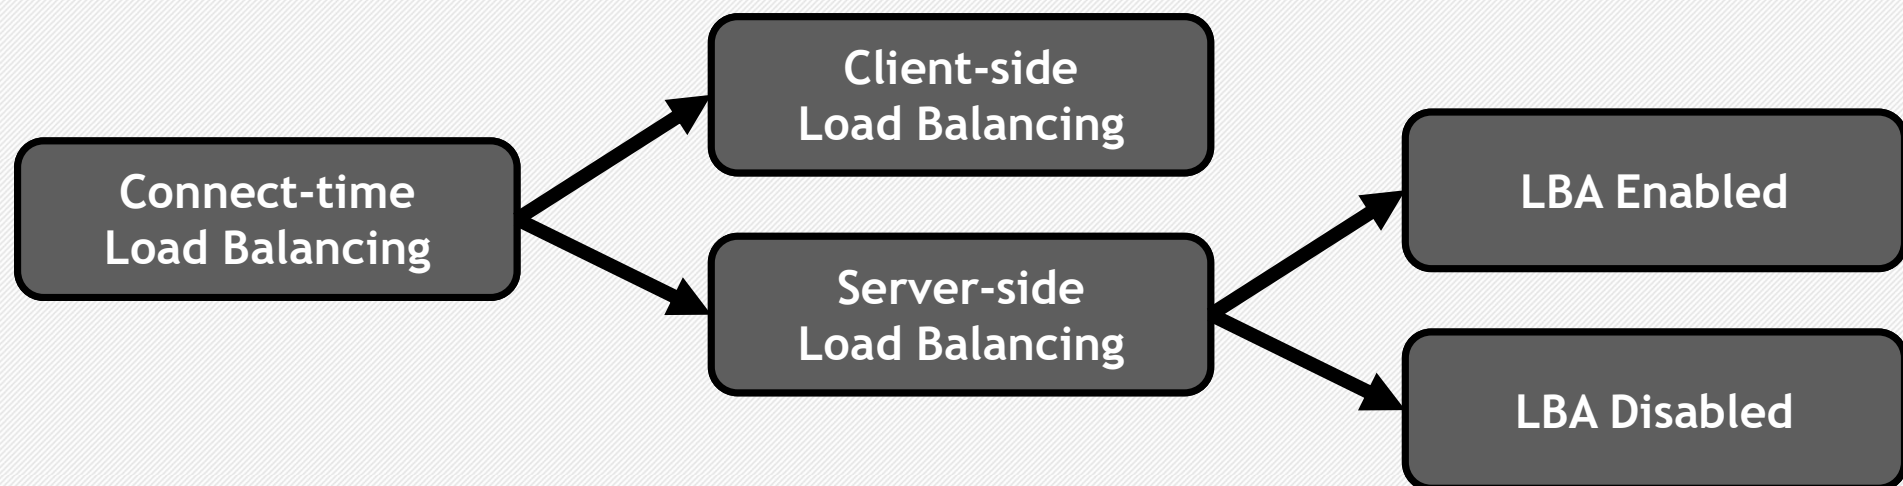 Connect-time
Load Balancing
Client-side
Load Balancing
Server-side
Load Balancing
LBA Enabled
LBA Disabled